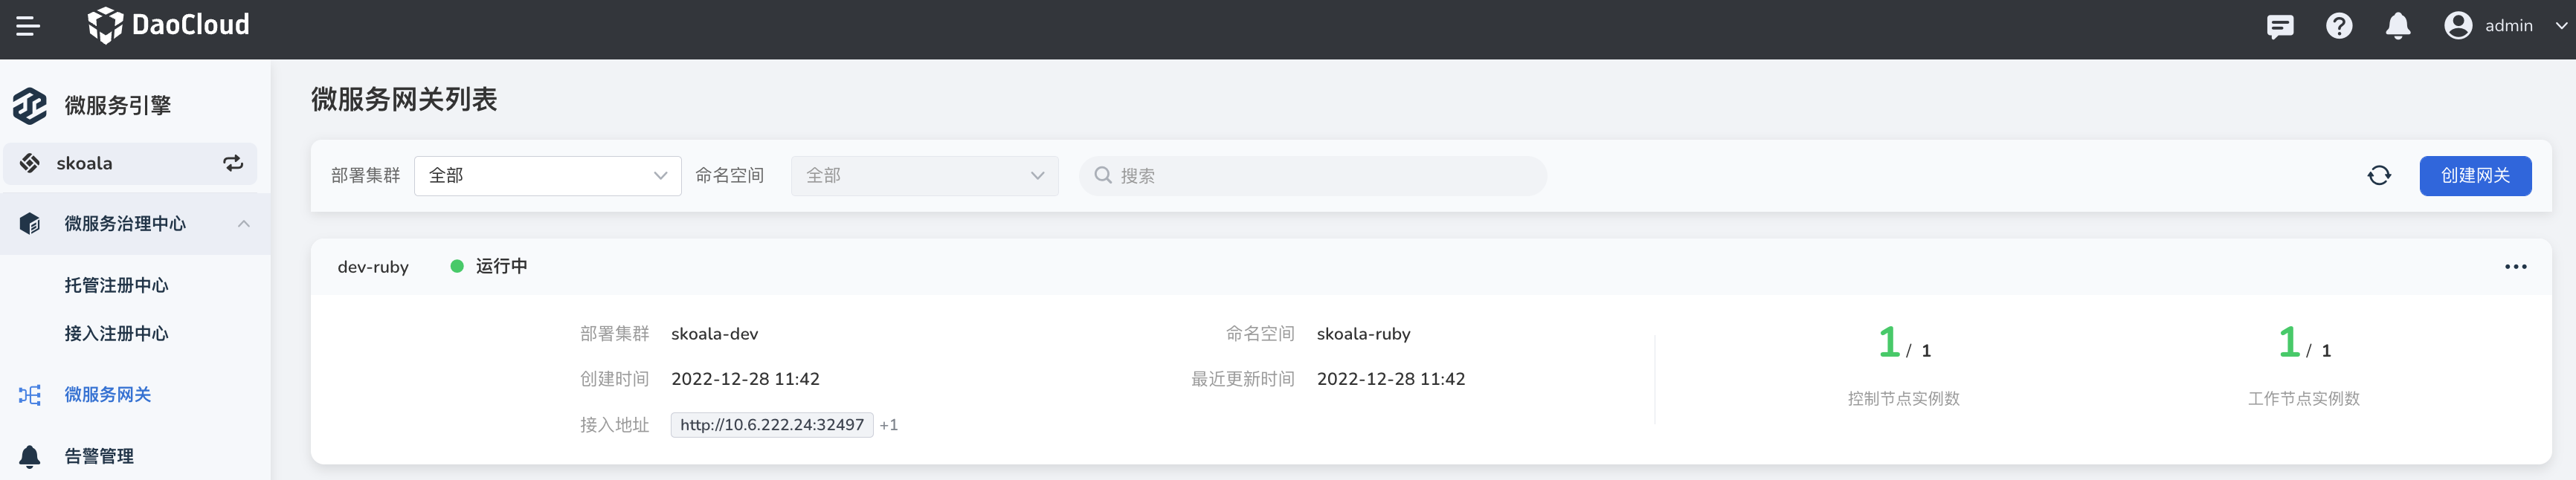 DaoCloud
admin
微服务引擎
skoala
微服务治理中心
托管注册中心
接入注册中心
微服务网关
告警管理
微服务网关列表
部署集群 全部 命名空间 全部 搜索 创建网关
dev-ruby 运行中 •••
部署集群 skoala-dev 命名空间 skoala-ruby
创建时间 2022-12-28 11:42 最近更新时间 2022-12-28 11:42
接入地址 http://10.6.222.24:32497 +1
1 / 1
控制节点实例数
1 / 1
工作节点实例数